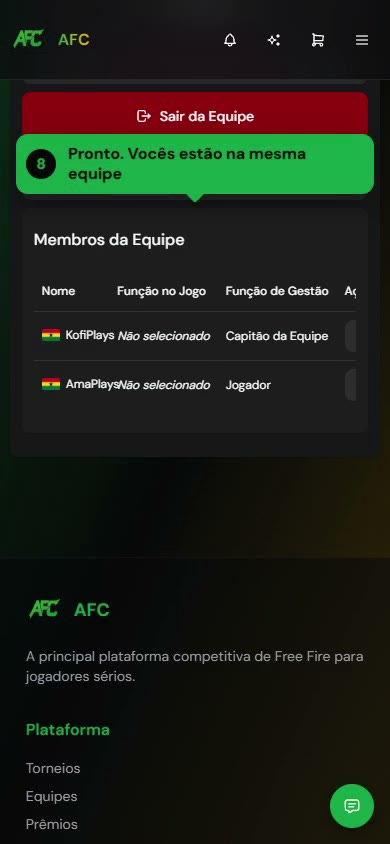 AFC AFC
Sair da Equipe
8 Pronto. Vocês estão na mesma
equipe
Membros da Equipe
Nome Função no Jogo Função de Gestão
KofiPlays Não selecionado Capitão da Equipe
AmaPlays Não selecionado Jogador
AFC AFC
A principal plataforma competitiva de Free Fire para
jogadores sérios.
Plataforma
Torneios
Equipes
Prêmios